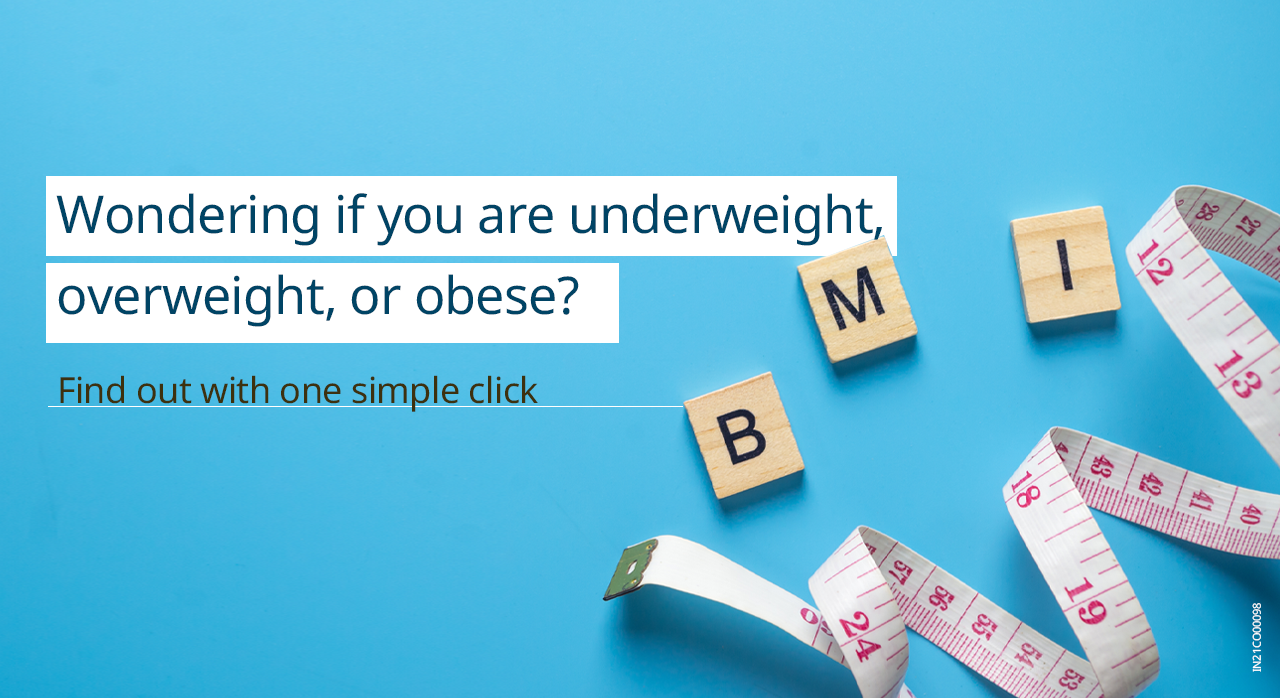 Wondering if you are underweight,
overweight, or obese?
Find out with one simple click
B
M
I
28
27
12
13
18
43
42
41
40
19
57
56
55
54
53
24
IN21CO00098